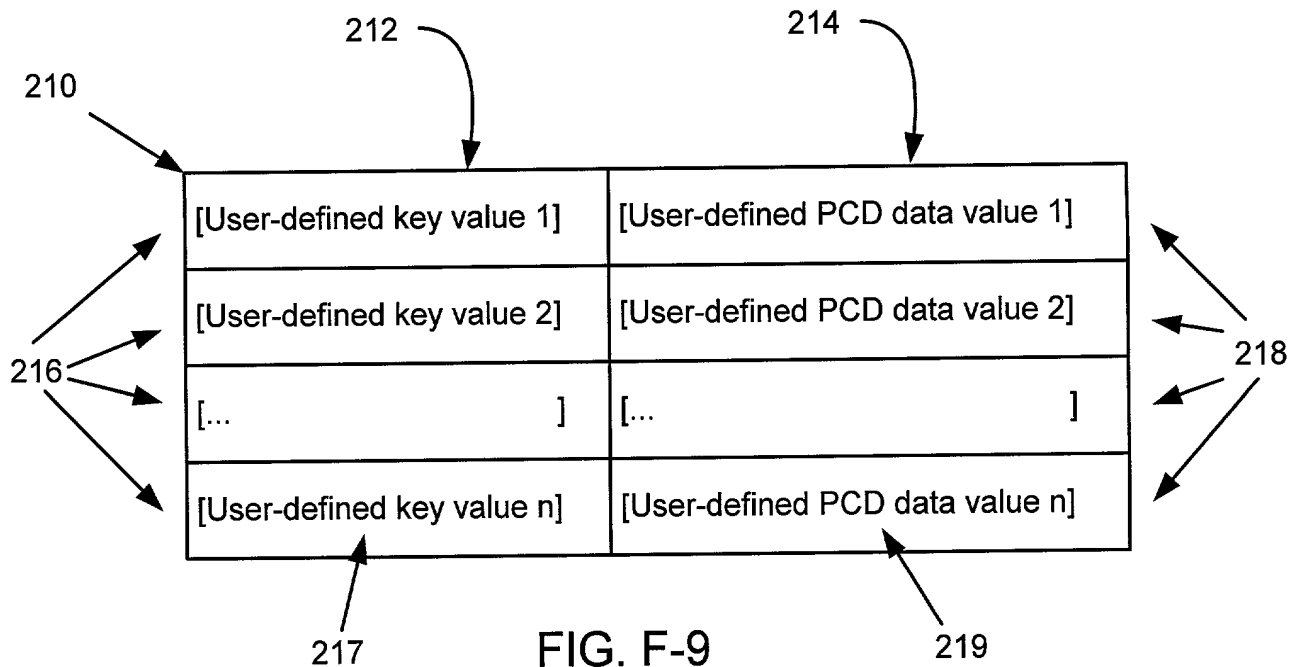 212
214
210
[User-defined key value 1] [User-defined PCD data value 1]
[User-defined key value 2] [User-defined PCD data value 2]
216
218
[... ] [... ]
[User-defined key value n] [User-defined PCD data value n]
217
FIG. F-9
219